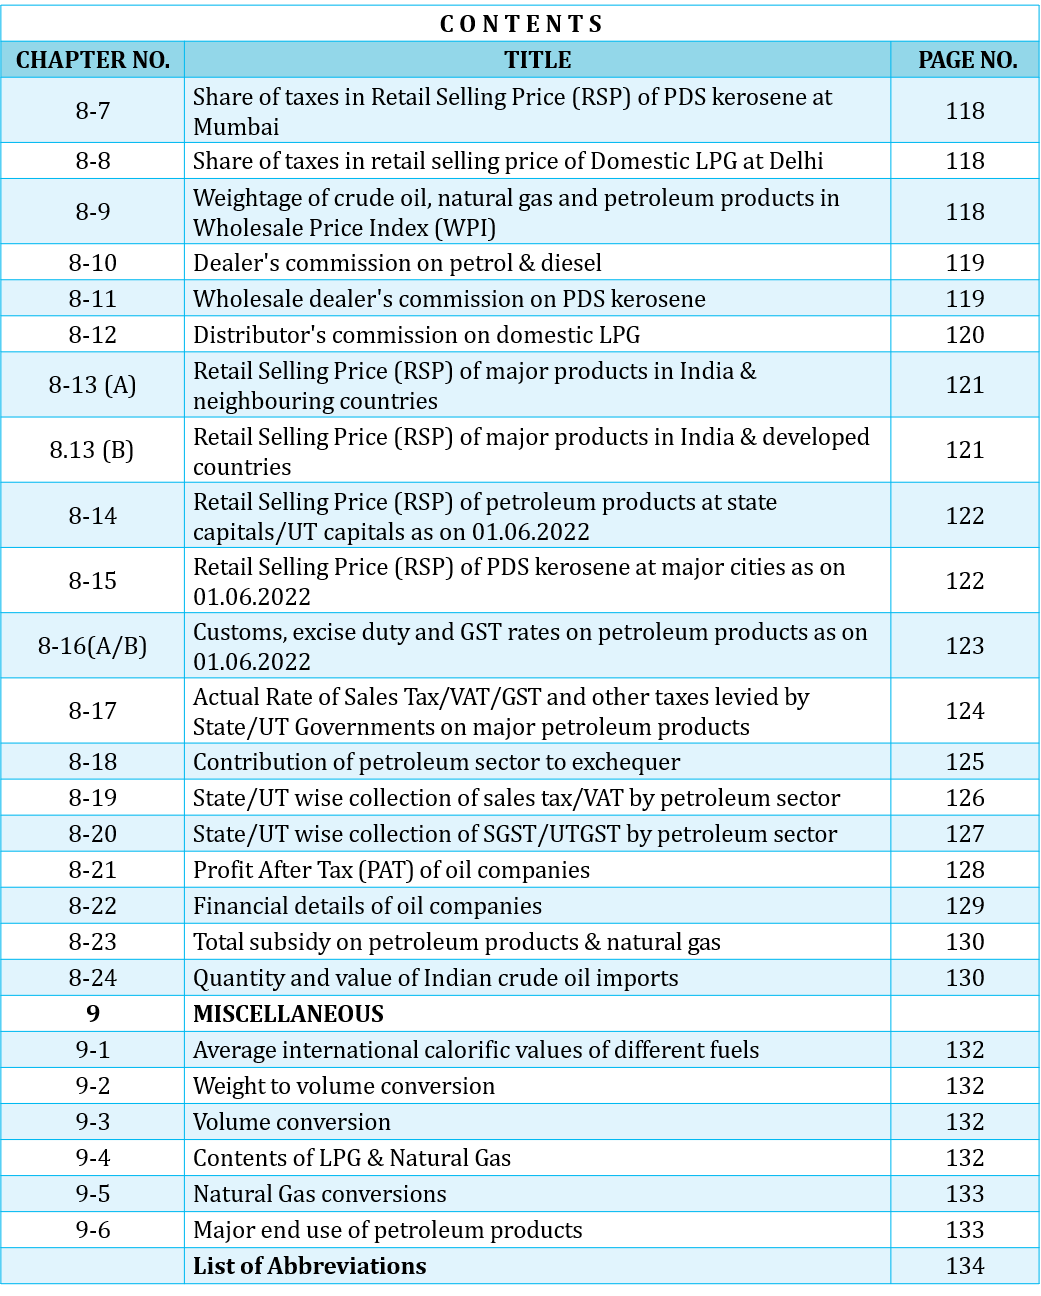 C O N T E N T S
CHAPTER NO. TITLE PAGE NO.
8-7 Share of taxes in Retail Selling Price (RSP) of PDS kerosene at
Mumbai 118
8-8 Share of taxes in retail selling price of Domestic LPG at Delhi 118
8-9 Weightage of crude oil, natural gas and petroleum products in
Wholesale Price Index (WPI) 118
8-10 Dealer's commission on petrol & diesel 119
8-11 Wholesale dealer's commission on PDS kerosene 119
8-12 Distributor's commission on domestic LPG 120
8-13 (A) Retail Selling Price (RSP) of major products in India &
neighbouring countries 121
8.13 (B) Retail Selling Price (RSP) of major products in India & developed
countries 121
8-14 Retail Selling Price (RSP) of petroleum products at state
capitals/UT capitals as on 01.06.2022 122
8-15 Retail Selling Price (RSP) of PDS kerosene at major cities as on
01.06.2022 122
8-16(A/B) Customs, excise duty and GST rates on petroleum products as on
01.06.2022 123
8-17 Actual Rate of Sales Tax/VAT/GST and other taxes levied by
State/UT Governments on major petroleum products 124
8-18 Contribution of petroleum sector to exchequer 125
8-19 State/UT wise collection of sales tax/VAT by petroleum sector 126
8-20 State/UT wise collection of SGST/UTGST by petroleum sector 127
8-21 Profit After Tax (PAT) of oil companies 128
8-22 Financial details of oil companies 129
8-23 Total subsidy on petroleum products & natural gas 130
8-24 Quantity and value of Indian crude oil imports 130
9 MISCELLANEOUS
9-1 Average international calorific values of different fuels 132
9-2 Weight to volume conversion 132
9-3 Volume conversion 132
9-4 Contents of LPG & Natural Gas 132
9-5 Natural Gas conversions 133
9-6 Major end use of petroleum products 133
List of Abbreviations 134